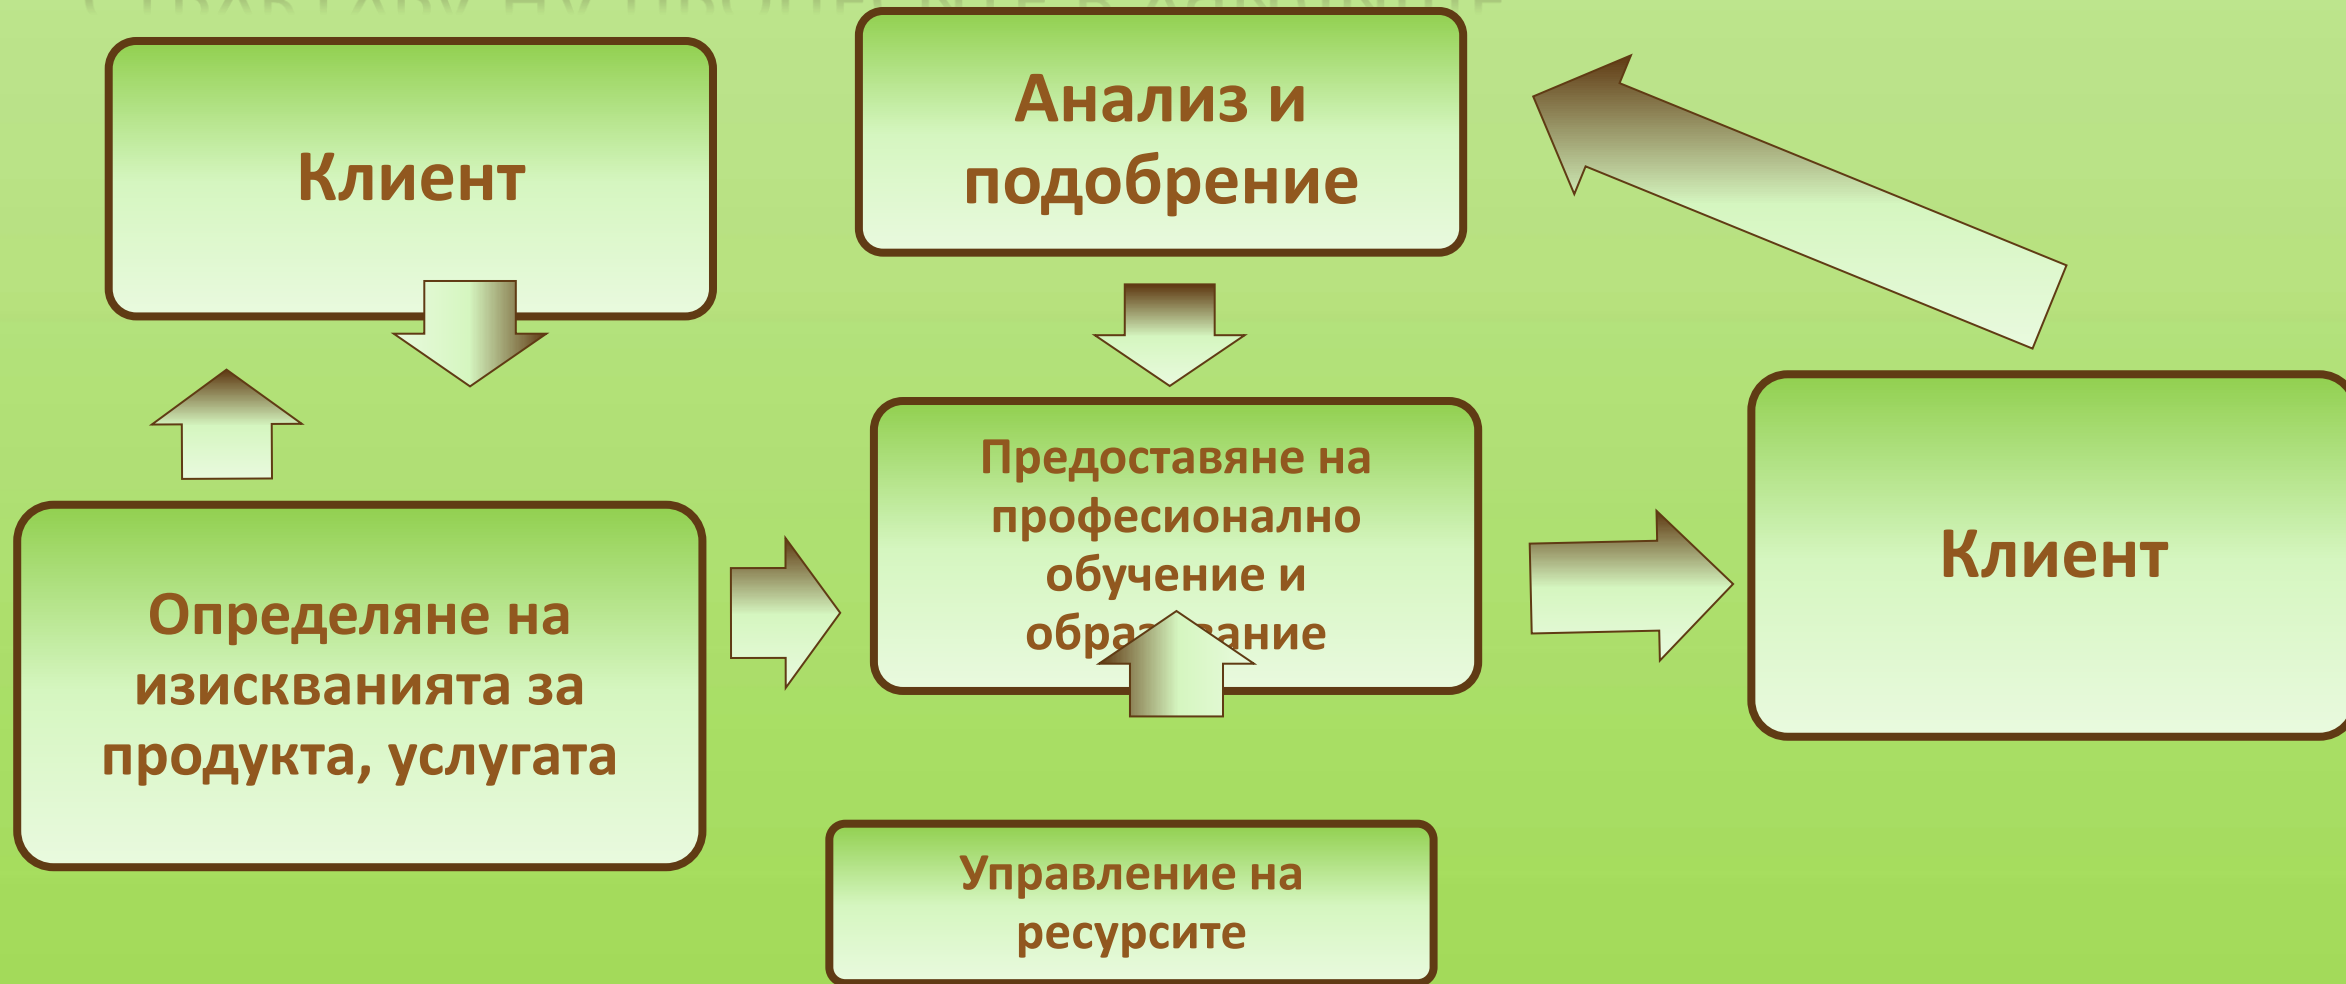 Клиент
Анализ и
подобрение
Предоставяне на
професионално
обучение и
Клиент
Определяне на
изискванията за
продукта, услугата
Управление на
ресурсите